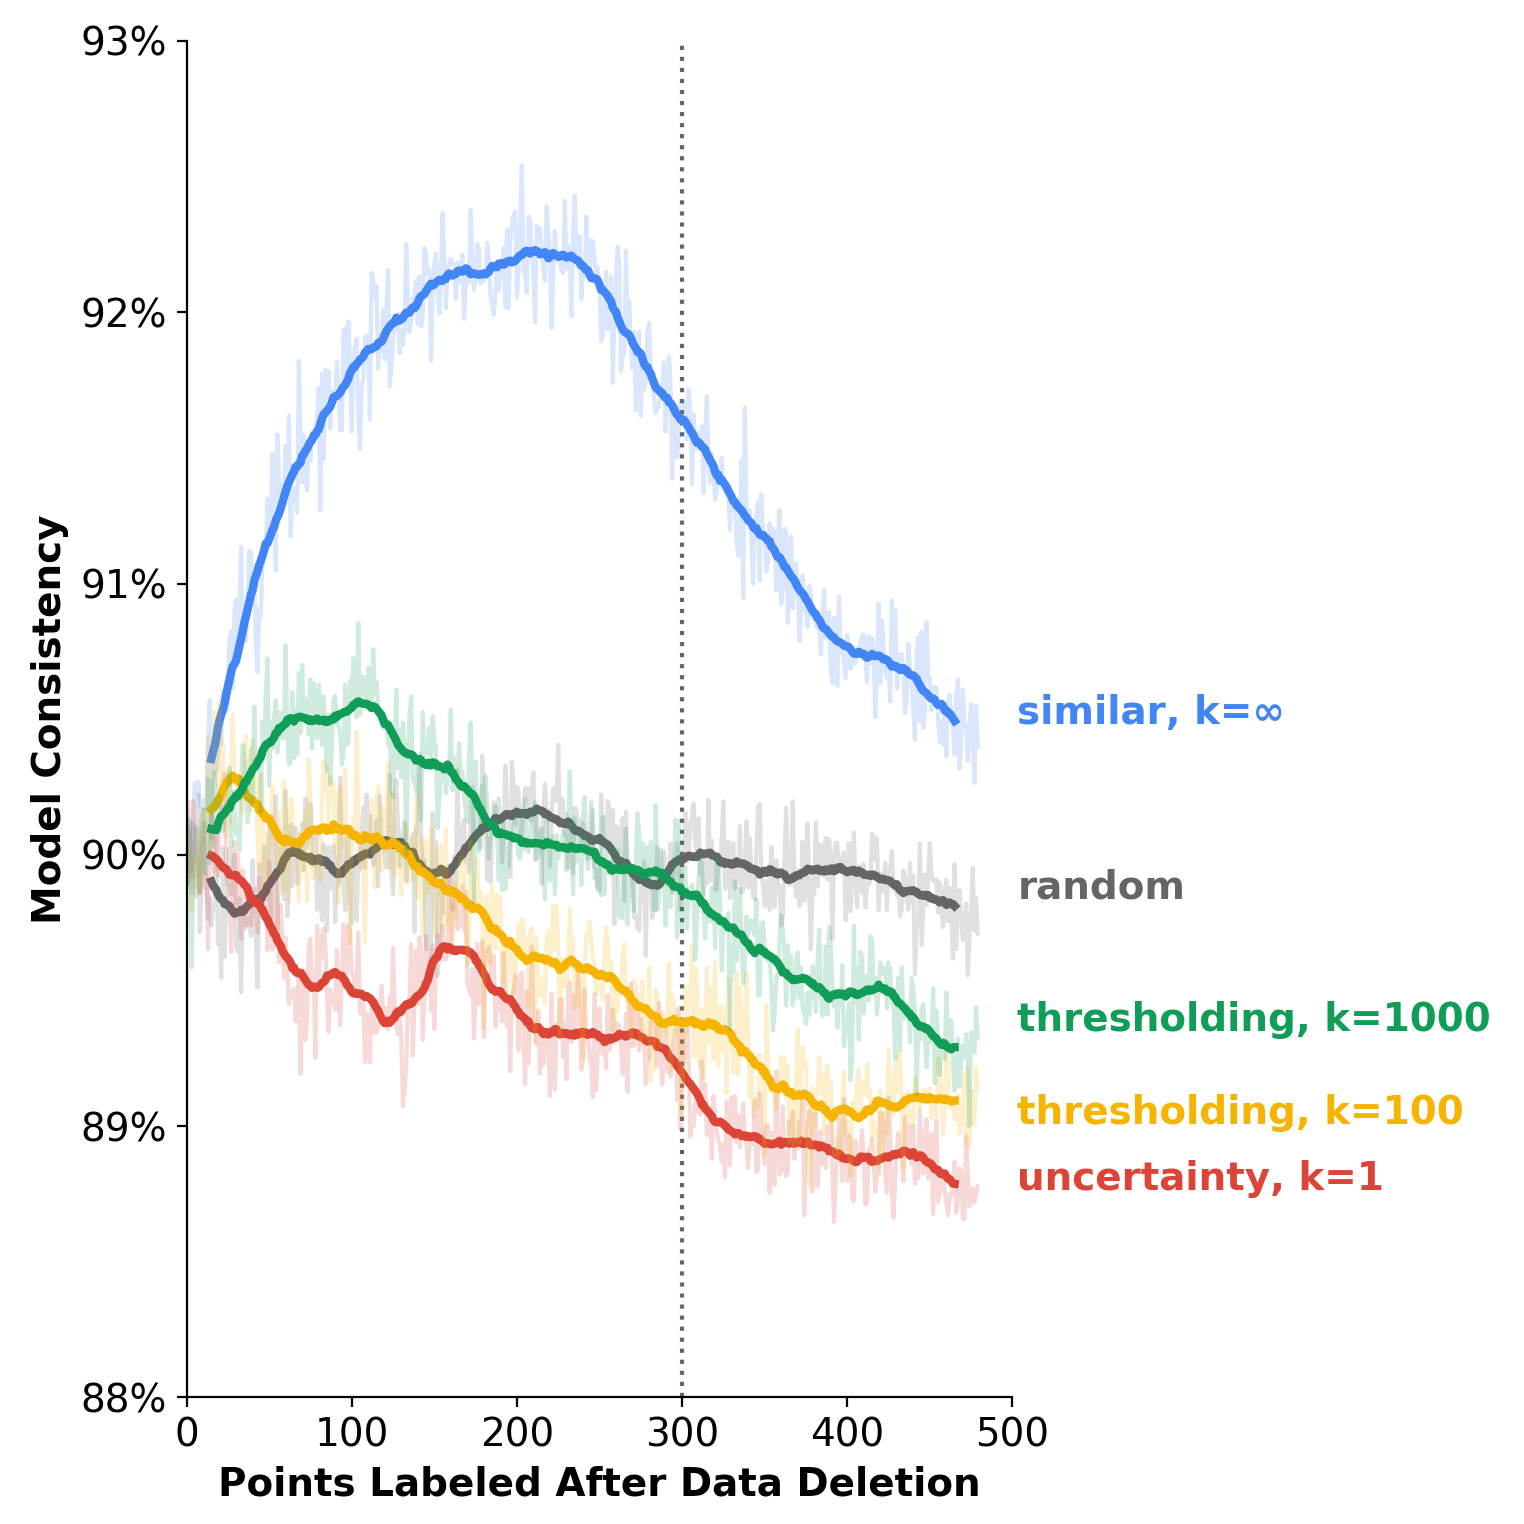 93%
92%
91%
90%
89%
88%
Model Consistency
0 100 200 300 400 500
Points Labeled After Data Deletion
similar, k=∞
random
thresholding, k=1000
thresholding, k=100
uncertainty, k=1